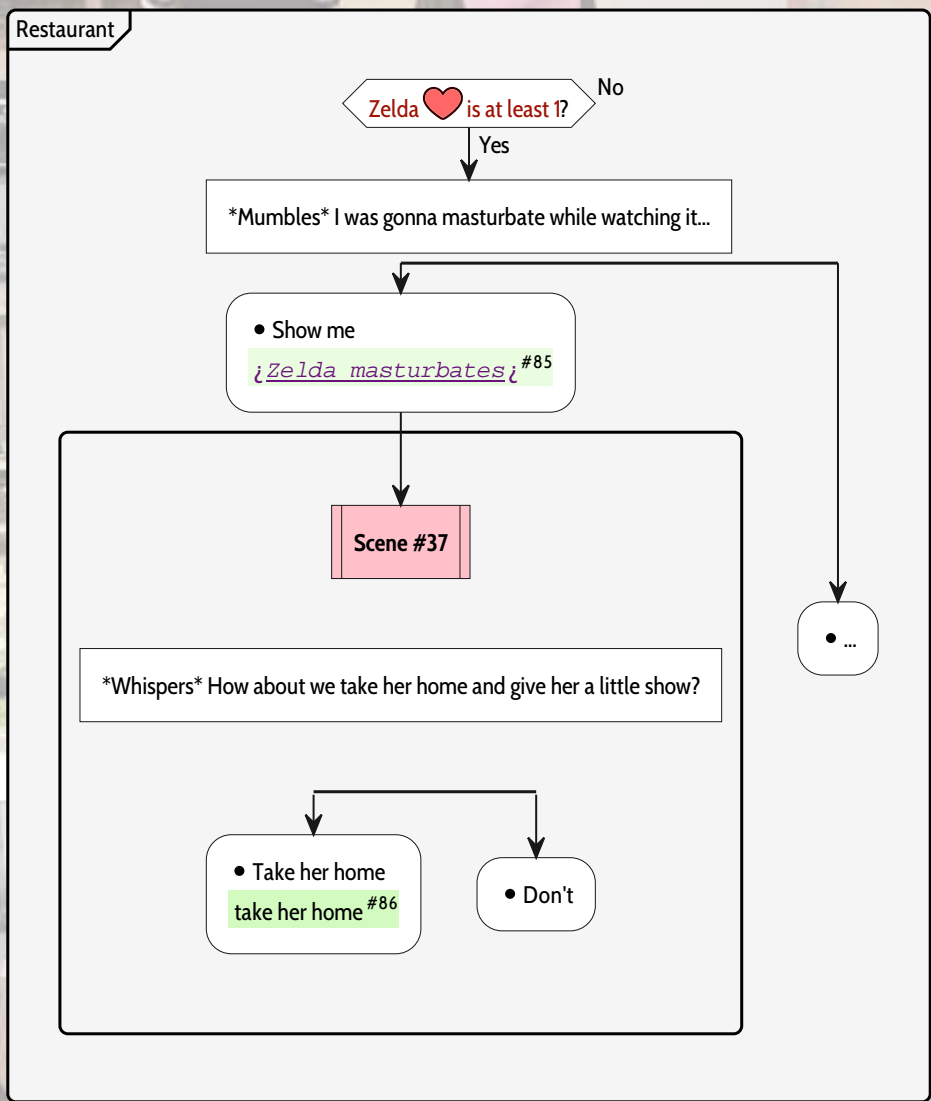 Restaurant
Zelda ❤ is at least 1?
No
Yes
*Mumbles* I was gonna masturbate while watching it...
• Show me
¿Zelda masturbates¿ #85
Scene #37
• ...
*Whispers* How about we take her home and give her a little show?
• Take her home
take her home #86
• Don't